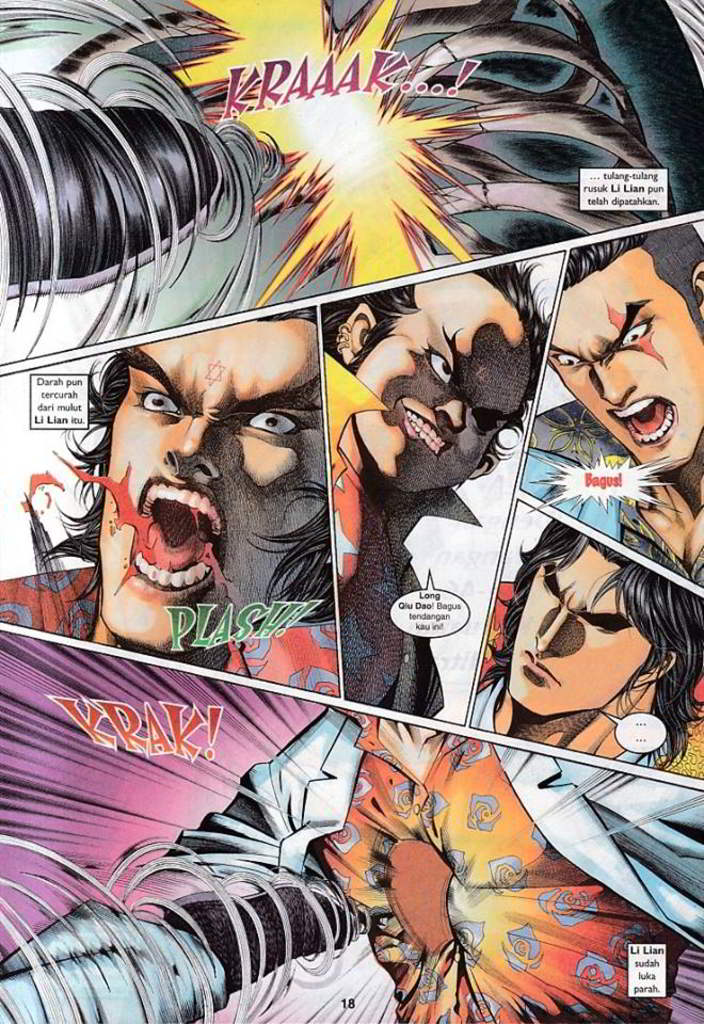 KRAAAK....!
... tulang-tulang
rusuk Li Lian pun
telah dipatahkan.
Darah pun
tercurah
dari mulut
Li Lian itu.
PLASH!
Long
Qiu Dao! Bagus
tendangan
kau ini!
Bagus!
...
...
KRAK!
Li Lian
sudah
luka
parah.
18